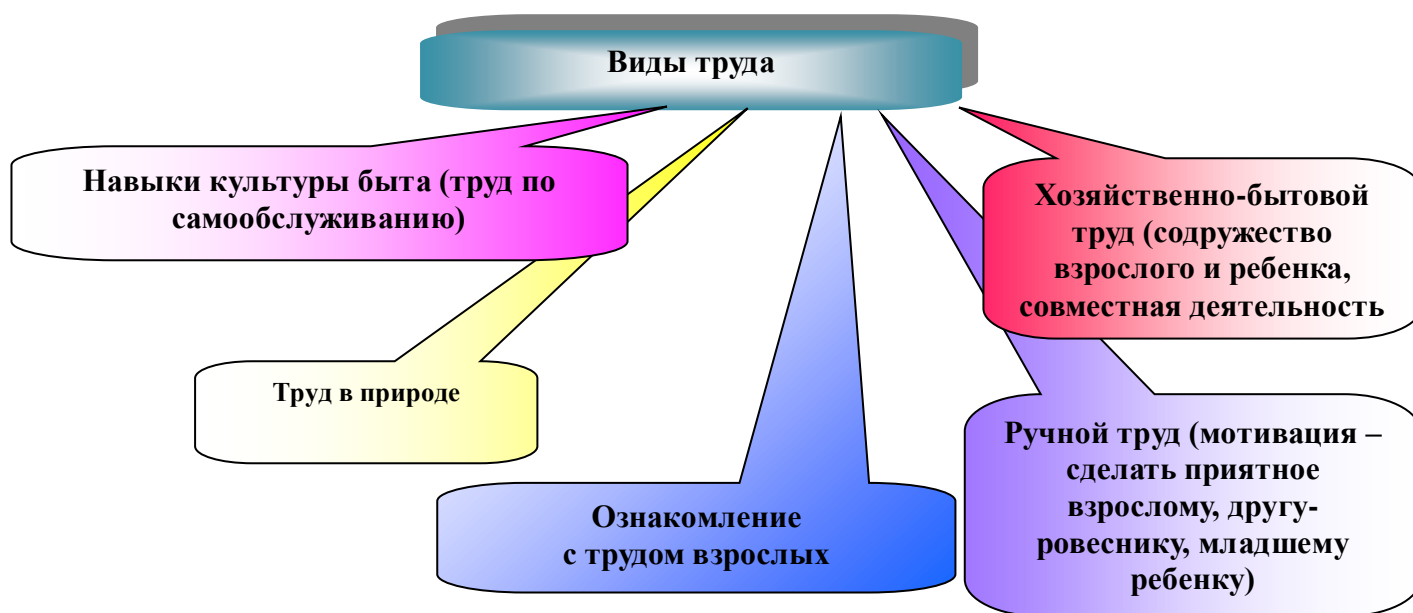 Виды труда
Навыки культуры быта (труд по
самообслуживанию)
Хозяйственно-бытовой
труд (содружество
взрослого и ребенка,
совместная деятельность
Труд в природе
Ознакомление
с трудом взрослых
Ручной труд (мотивация –
сделать приятное
взрослому, другу-
ровеснику, младшему
ребенку)